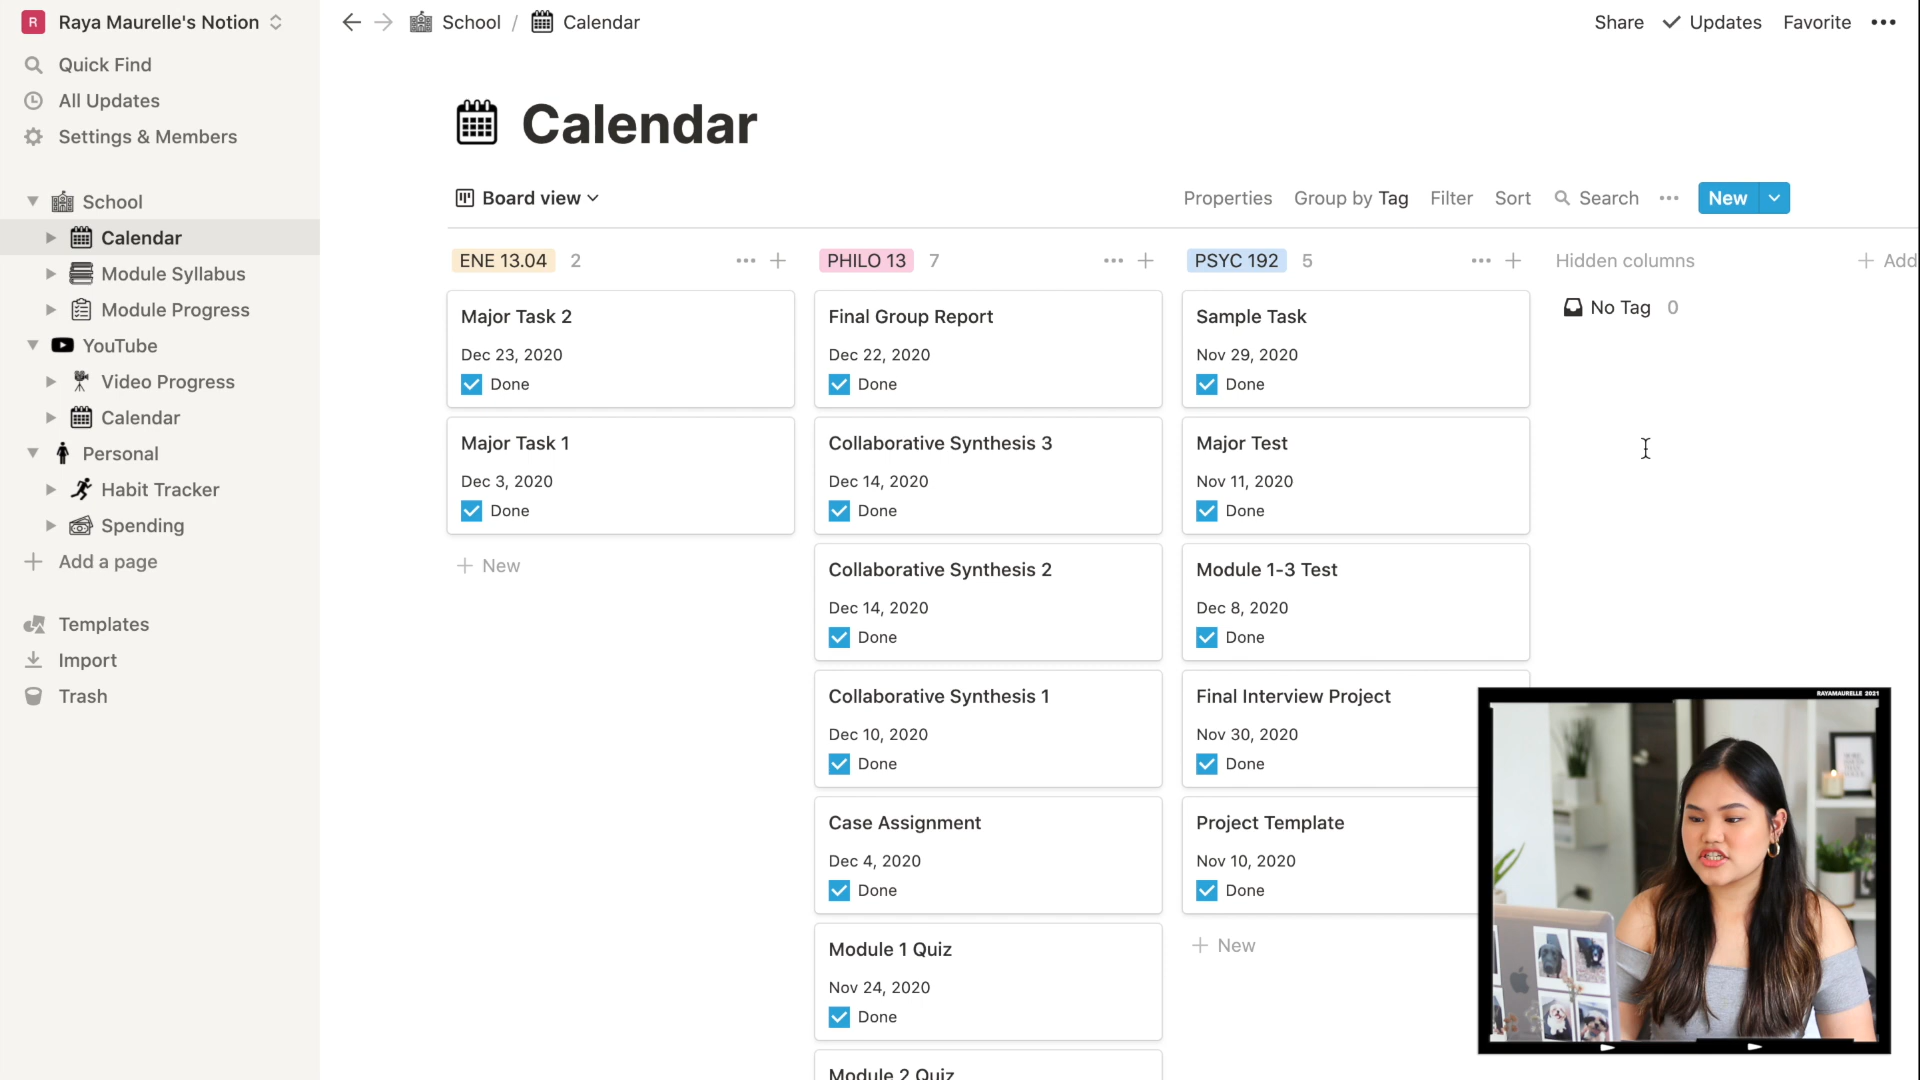 R Raya Maurelle's Notion
Quick Find
All Updates
Settings & Members
School
Calendar
Module Syllabus
Module Progress
YouTube
Video Progress
Calendar
Personal
Habit Tracker
Spending
Add a page
Templates
Import
Trash
School / Calendar
Share Updates Favorite
Calendar
Board view
Properties Group by Tag Filter Sort Search New
ENE 13.04 2
Major Task 2
Dec 23, 2020
Done
Major Task 1
Dec 3, 2020
Done
+ New
PHILO 13 7
Final Group Report
Dec 22, 2020
Done
Collaborative Synthesis 3
Dec 14, 2020
Done
Collaborative Synthesis 2
Dec 14, 2020
Done
Collaborative Synthesis 1
Dec 10, 2020
Done
Case Assignment
Dec 4, 2020
Done
Module 1 Quiz
Nov 24, 2020
Done
Module 2 Quiz
PSYC 192 5
Sample Task
Nov 29, 2020
Done
Major Test
Nov 11, 2020
Done
Module 1-3 Test
Dec 8, 2020
Done
Final Interview Project
Nov 30, 2020
Done
Project Template
Nov 10, 2020
Done
+ New
Hidden columns
+ Add
No Tag 0
RAYAMAURELLE 2021